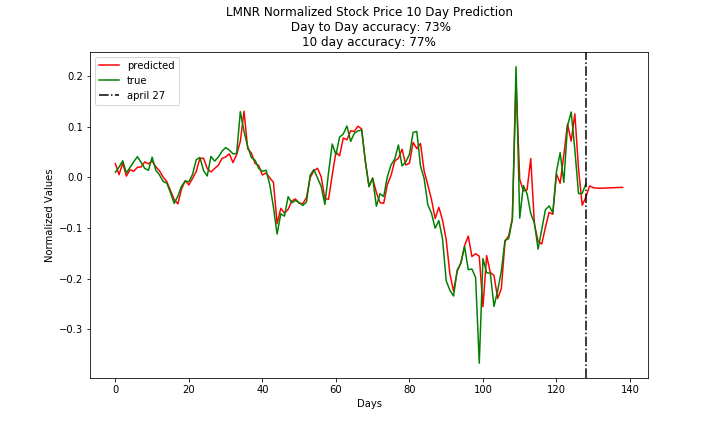 LMNR Normalized Stock Price 10 Day Prediction
Day to Day accuracy: 73%
10 day accuracy: 77%
predicted
true
april 27
Normalized Values
0.2
0.1
0.0
−0.1
−0.2
−0.3
0 20 40 60 80 100 120 140
Days